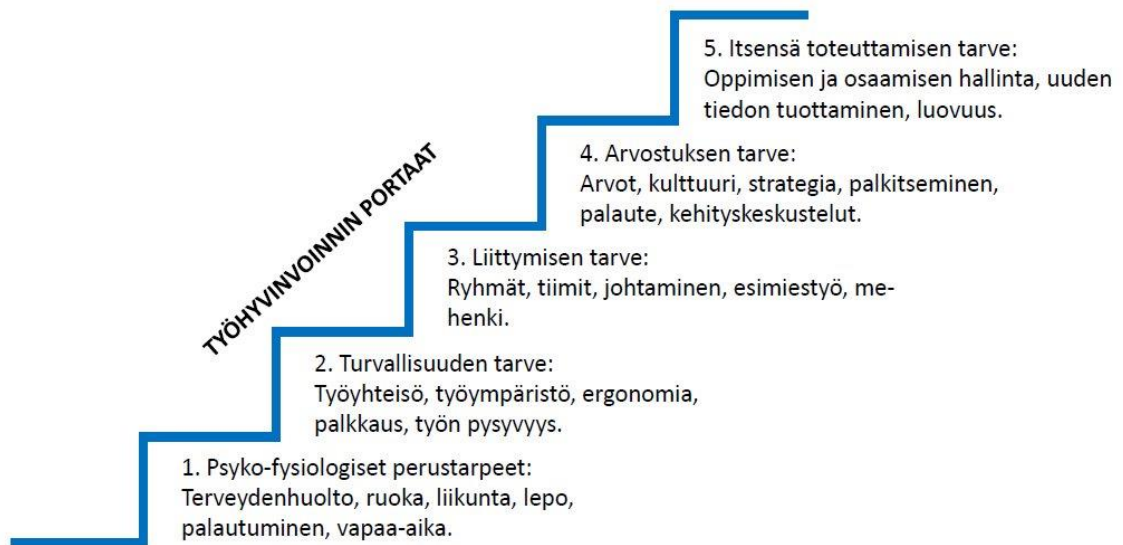 5. Itsensä toteuttamisen tarve:
Oppimisen ja osaamisen hallinta, uuden
tiedon tuottaminen, luovuus.
4. Arvostuksen tarve:
Arvot, kulttuuri, strategia, palkitseminen,
palaute, kehityskeskustelut.
TYÖHYVINVOINNIN PORTAAT
3. Liittymisen tarve:
Ryhmät, tiimit, johtaminen, esimiestyö, me-
henki.
2. Turvallisuuden tarve:
Työyhteisö, työympäristö, ergonomia,
palkkaus, työn pysyvyys.
1. Psyko-fysiologiset perustarpeet:
Terveydenhuolto, ruoka, liikunta, lepo,
palautuminen, vapaa-aika.